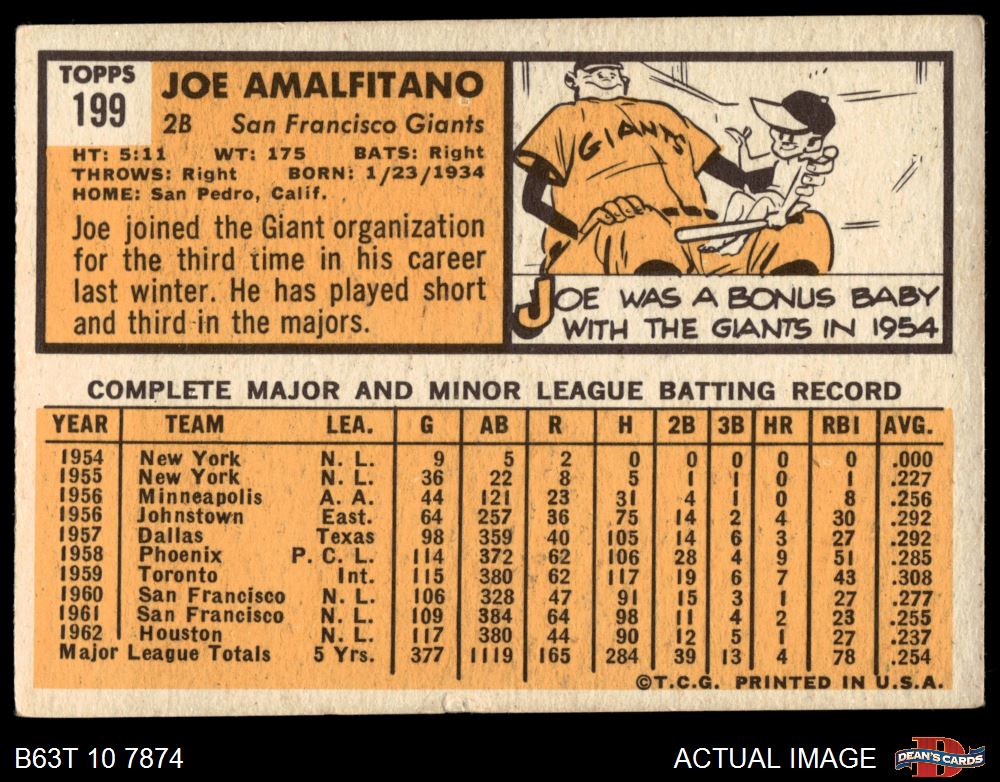 TOPPS
199
JOE AMALFITANO
2B San Francisco Giants
HT: 5:11 WT: 175 BATS: Right
THROWS: Right BORN: 1/23/1934
HOME: San Pedro, Calif.
Joe joined the Giant organization
for the third time in his career
last winter. He has played short
and third in the majors.
GIANTS
JOE WAS A BONUS BABY
WITH THE GIANTS IN 1954
COMPLETE MAJOR AND MINOR LEAGUE BATTING RECORD
YEAR TEAM LEA. G AB R H 2B 3B HR RBI AVG.
1954 New York N. L. 9 5 2 0 0 0 0 0 .000
1955 New York N. L. 36 22 8 5 1 1 0 1 .227
1956 Minneapolis A. A. 44 121 23 31 4 1 0 8 .256
1956 Johnstown East. 64 257 36 75 14 2 4 30 .292
1957 Dallas Texas 98 359 40 105 14 6 3 27 .292
1958 Phoenix P. C. L. 114 372 62 106 28 4 9 51 .285
1959 Toronto Int. 115 380 62 117 19 6 7 43 .308
1960 San Francisco N. L. 106 328 47 91 15 3 1 27 .277
1961 San Francisco N. L. 109 384 64 98 11 4 2 23 .255
1962 Houston N. L. 117 380 44 90 12 5 1 27 .237
Major League Totals 5 Yrs. 377 1119 165 284 39 13 4 78 .254
©T.C.G. PRINTED IN U.S.A.
B63T 10 7874
ACTUAL IMAGE
D
DEAN'S CARDS